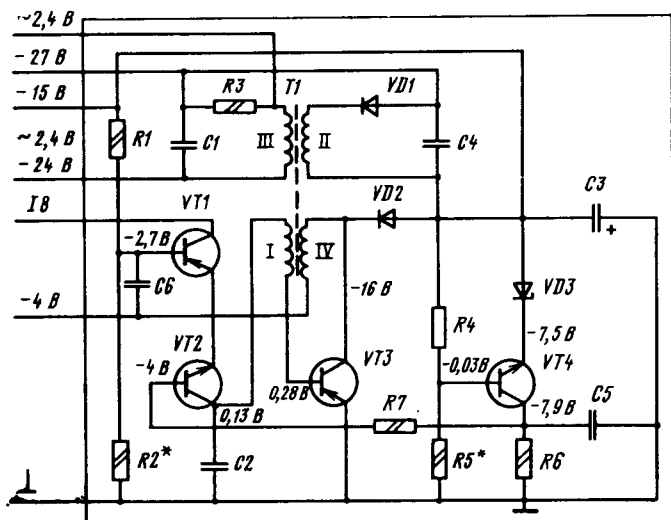 ~2,4 В
-27 В
-15 В
~2,4 В
-24 В
I8
-4 В
R1
R3
T1
VD1
C1
III
II
C4
VT1
VD2
C3
+
-2,7 В
I
IV
C6
-16 В
VD3
R4
-7,5 В
VT2
VT3
-0,03 В
VT4
-4 В
0,13 В
0,28 В
R7
-7,9 В
C5
R2*
C2
R5*
R6